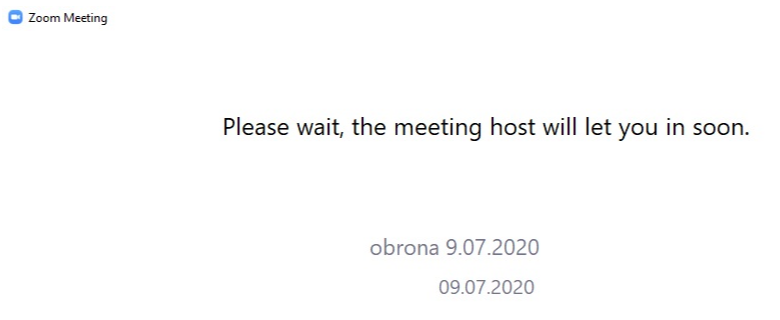 Zoom Meeting
Please wait, the meeting host will let you in soon.
obrona 9.07.2020
09.07.2020